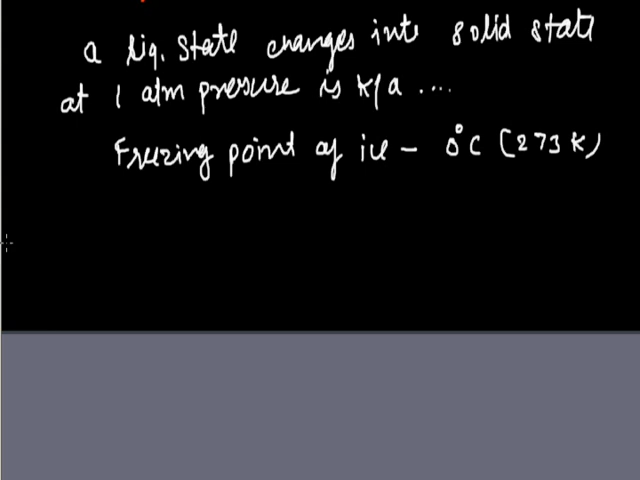 a liq. state changes into solid state
at 1 atm pressure is k/a ....
Freezing point of ice - 0°C (273 K)